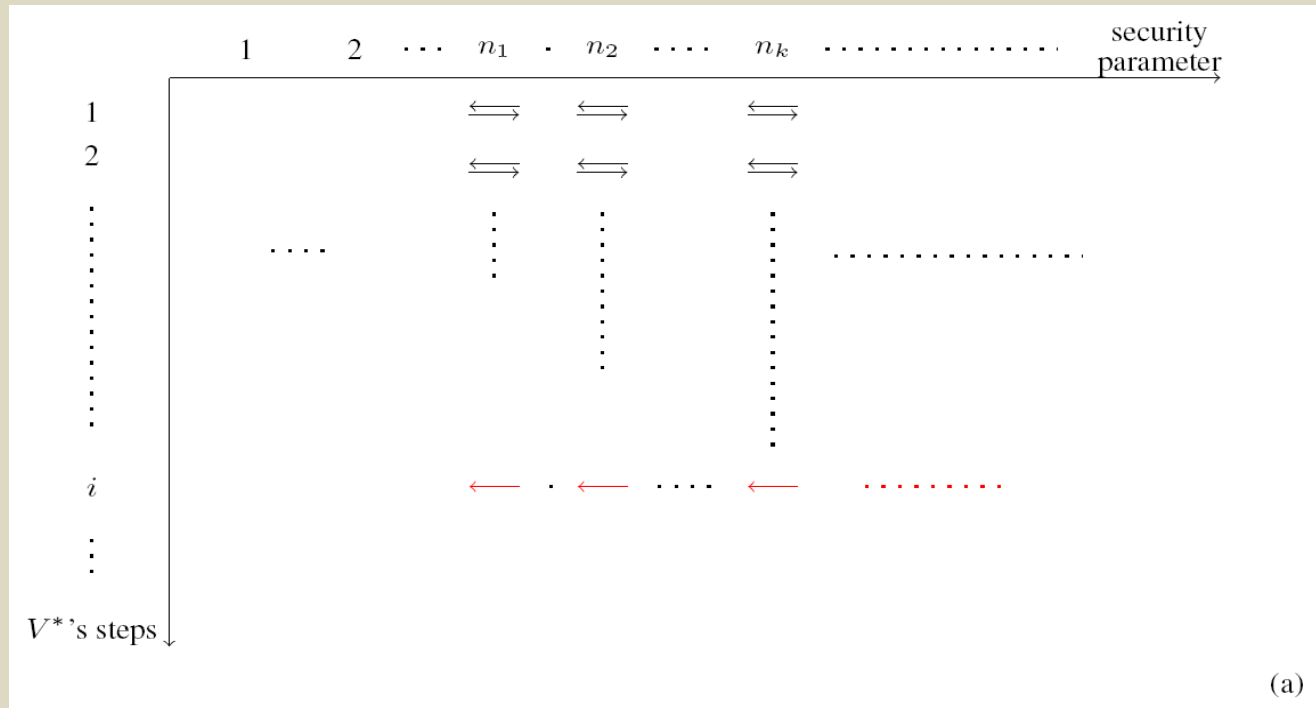 1 2 ··· n₁ · n₂ ···· nₖ ··············· security
parameter
1
2
i
V*'s steps
(a)